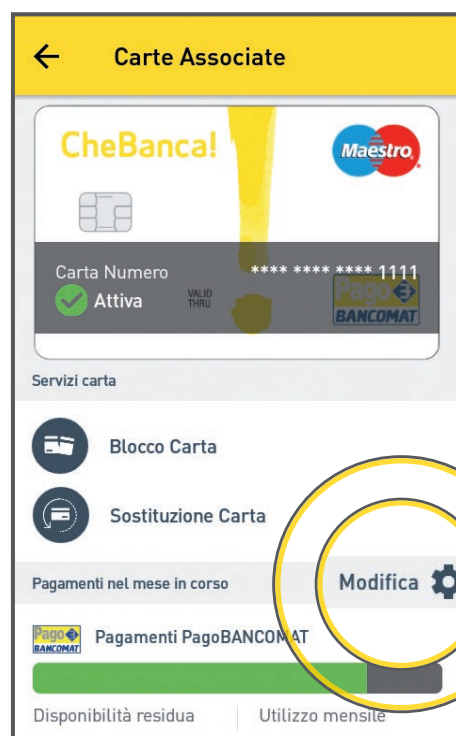 Carte Associate
CheBanca!
Maestro
Carta Numero **** **** **** 1111
Attiva
VALID
THRU
Pago
BANCOMAT
Servizi carta
Blocco Carta
Sostituzione Carta
Pagamenti nel mese in corso
Modifica
Pago
BANCOMAT
Pagamenti PagoBANCOMAT
Disponibilità residua
Utilizzo mensile